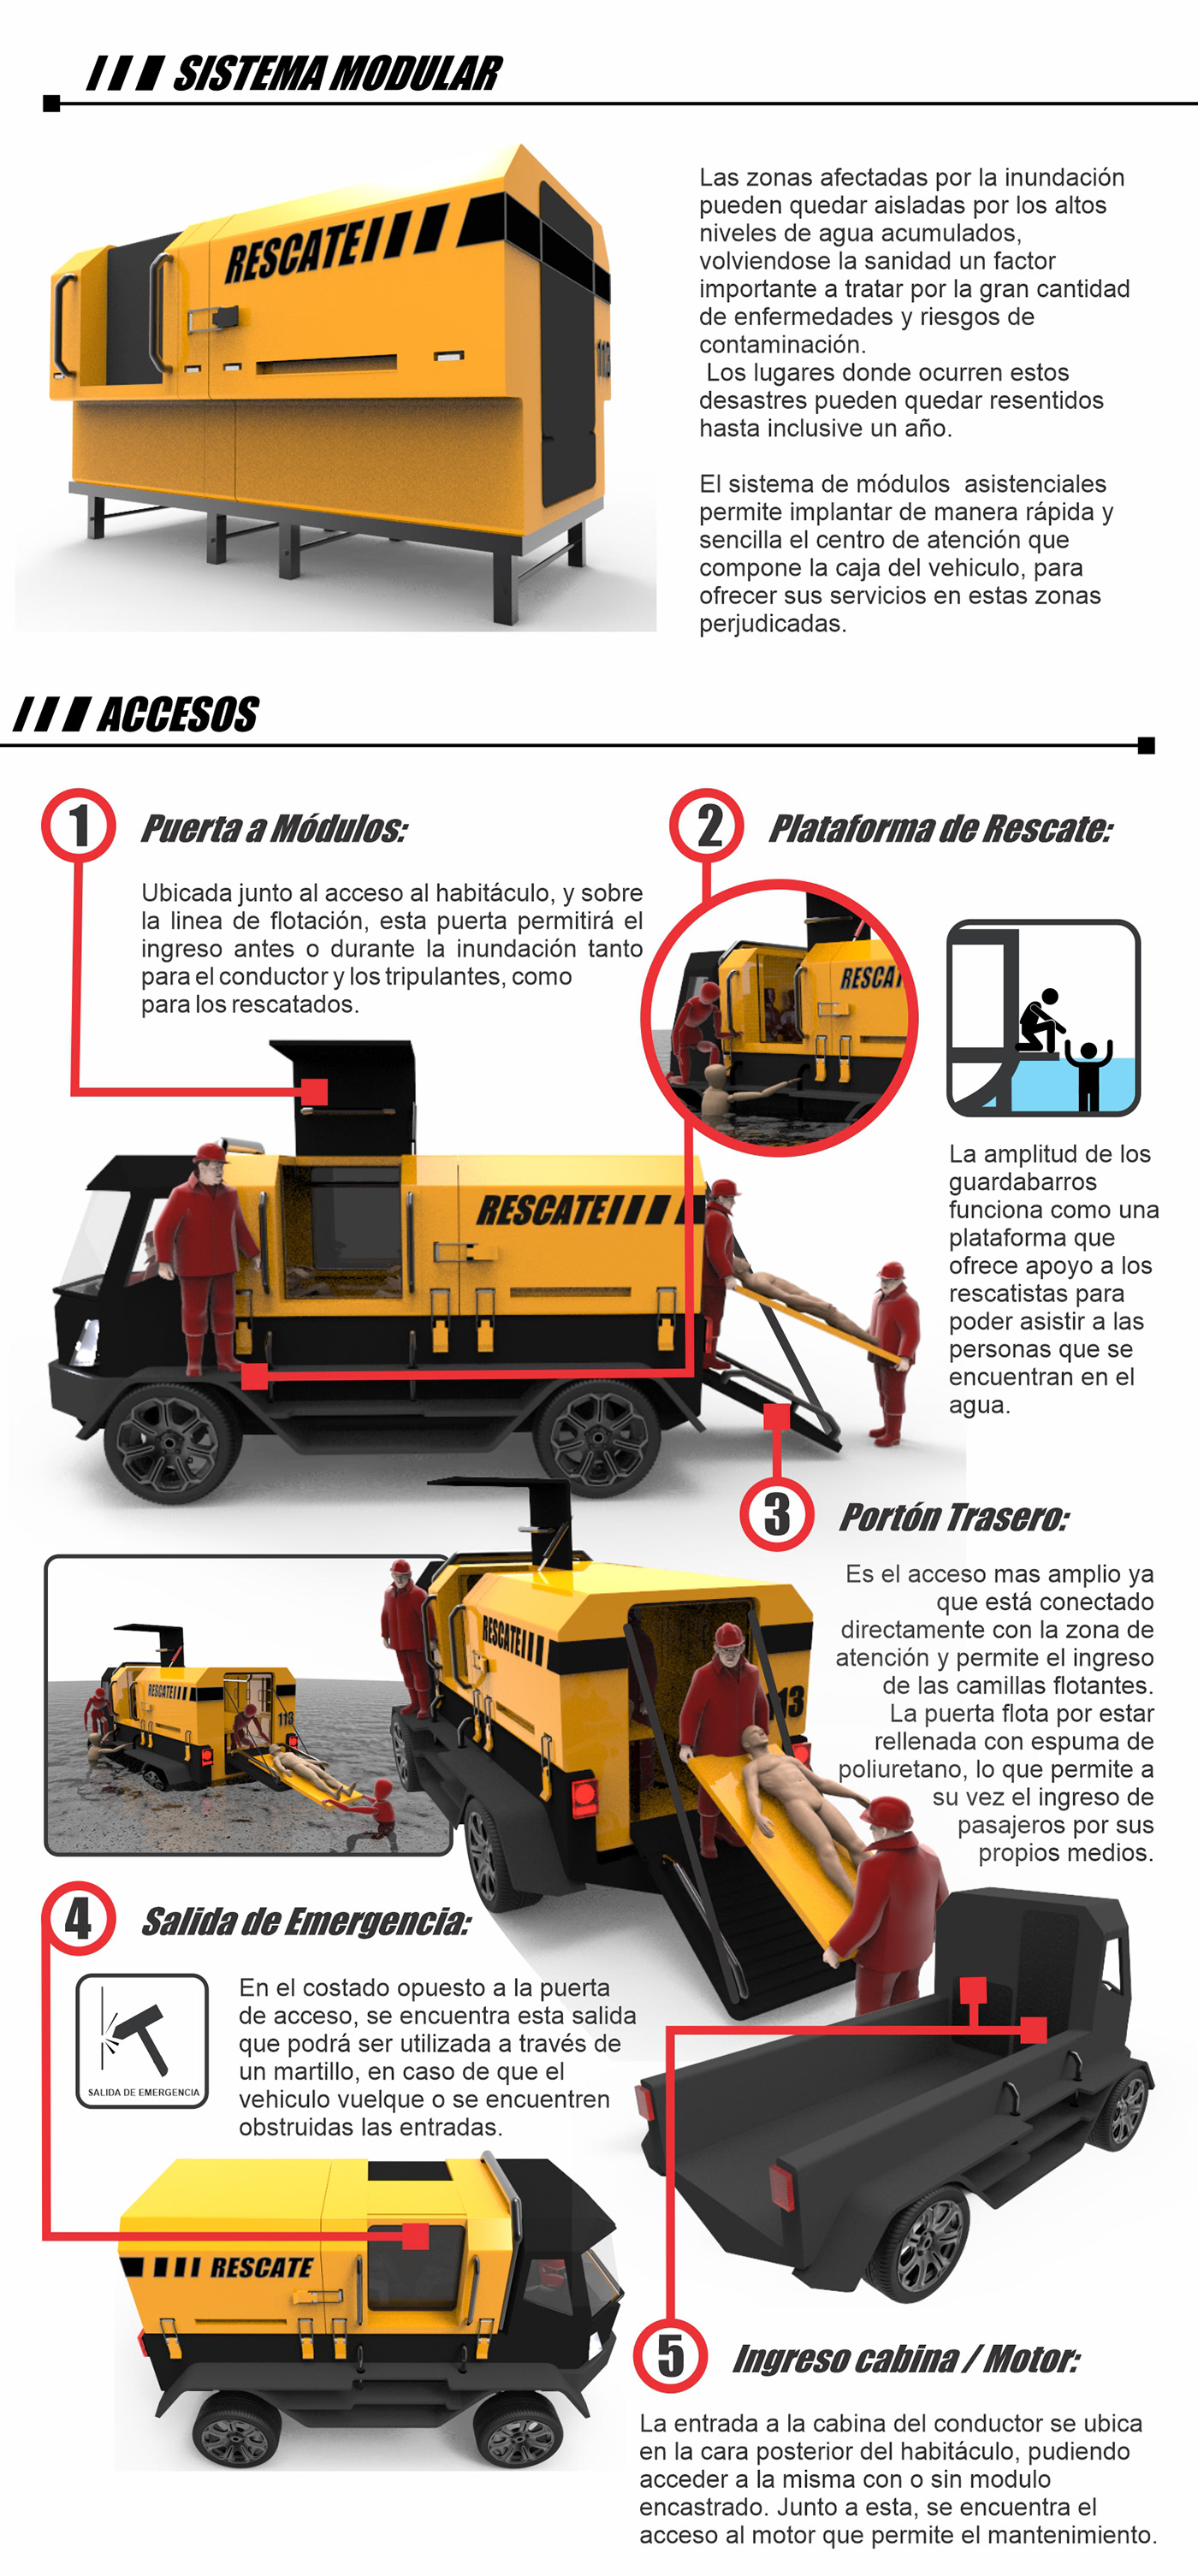 SISTEMA MODULAR
RESCATE
Las zonas afectadas por la inundación
pueden quedar aisladas por los altos
niveles de agua acumulados,
volviendose la sanidad un factor
importante a tratar por la gran cantidad
de enfermedades y riesgos de
contaminación.
Los lugares donde ocurren estos
desastres pueden quedar resentidos
hasta inclusive un año.
El sistema de módulos asistenciales
permite implantar de manera rápida y
sencilla el centro de atención que
compone la caja del vehiculo, para
ofrecer sus servicios en estas zonas
perjudicadas.
ACCESOS
1
Puerta a Módulos:
Ubicada junto al acceso al habitáculo, y sobre
la linea de flotación, esta puerta permitirá el
ingreso antes o durante la inundación tanto
para el conductor y los tripulantes, como
para los rescatados.
2
Plataforma de Rescate:
RESCAT
La amplitud de los
guardabarros
funciona como una
plataforma que
ofrece apoyo a los
rescatistas para
poder asistir a las
personas que se
encuentran en el
agua.
RESCATE
3
Portón Trasero:
Es el acceso mas amplio ya
que está conectado
directamente con la zona de
atención y permite el ingreso
de las camillas flotantes.
La puerta flota por estar
rellenada con espuma de
poliuretano, lo que permite a
su vez el ingreso de
pasajeros por sus
propios medios.
RESCATE
113
RESCATE
113
4
Salida de Emergencia:
SALIDA DE EMERGENCIA
En el costado opuesto a la puerta
de acceso, se encuentra esta salida
que podrá ser utilizada a través de
un martillo, en caso de que el
vehiculo vuelque o se encuentren
obstruidas las entradas.
RESCATE
5
Ingreso cabina / Motor:
La entrada a la cabina del conductor se ubica
en la cara posterior del habitáculo, pudiendo
acceder a la misma con o sin modulo
encastrado. Junto a esta, se encuentra el
acceso al motor que permite el mantenimiento.